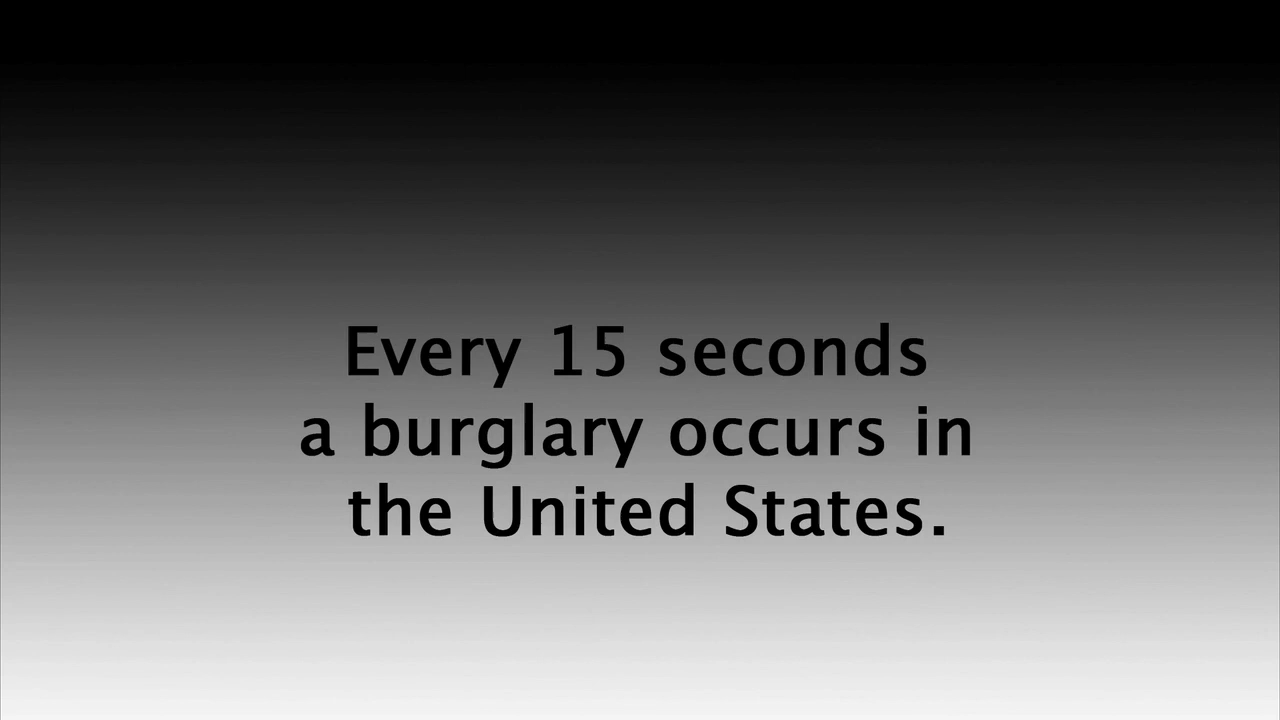 Every 15 seconds
a burglary occurs in
the United States.